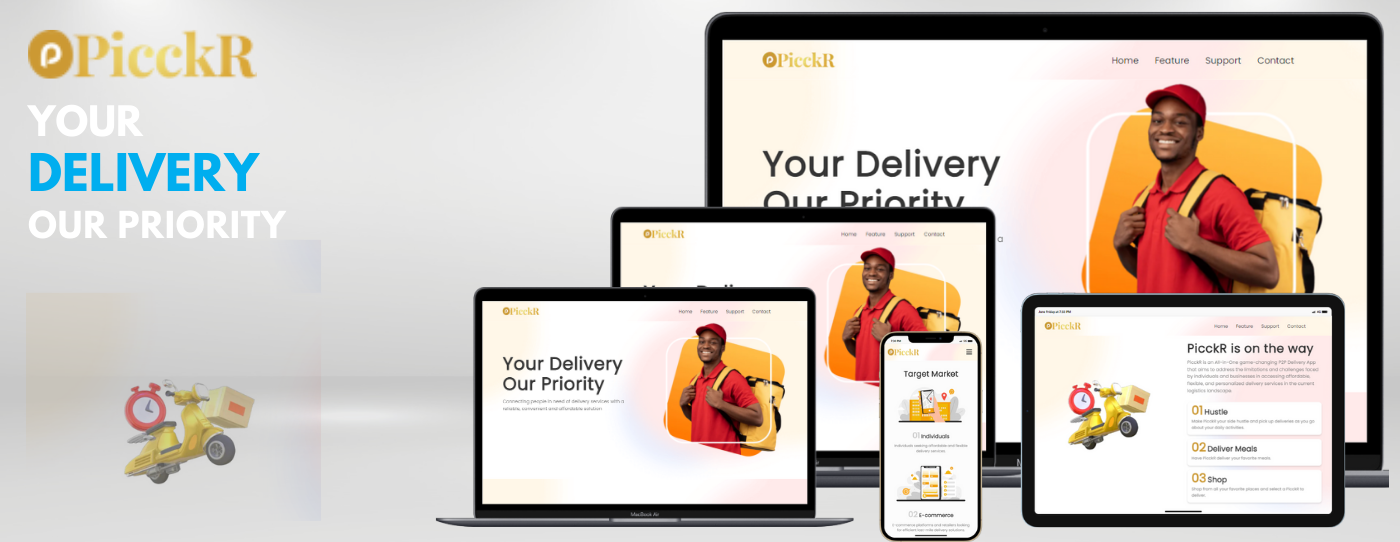 PicckR
YOUR
DELIVERY
OUR PRIORITY
PicckR
Home Feature Support Contact
Your Delivery
Our Priority
a
PicckR
Home Feature Support Contact
PicckR
Home Feature Support Contact
Your Delivery
Our Priority
Connecting people in need of delivery services with a
reliable, convenient and affordable solution
MacBook Air
PicckR
Target Market
01 Individuals
Individuals seeking affordable and flexible
delivery services.
02 E-commerce
E-commerce platforms and retailers looking
for efficient last-mile delivery solutions.
PicckR
Home Feature Support Contact
PicckR is on the way
PicckR is an All-in-One game-changing P2P Delivery App
that aims to address the limitations and challenges faced
by individuals and businesses in accessing affordable,
flexible, and personalized delivery services in the current
logistics landscape.
01 Hustle
Make PicckR your side hustle and pick up deliveries as you go
about your daily activities.
02 Deliver Meals
Have PicckR deliver your favorite meals
03 Shop
Shop from all your favorite places and select a PicckR to
deliver.